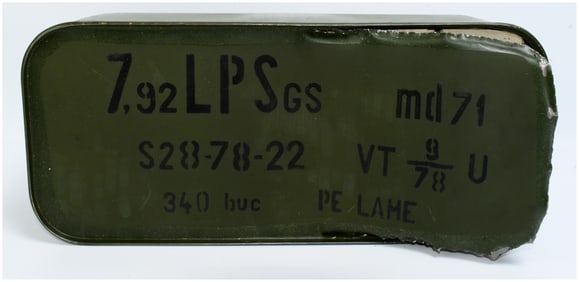 7,92 LPS GS md 71
S28-78-22 VT 9/78 U
340 buc PE LAME